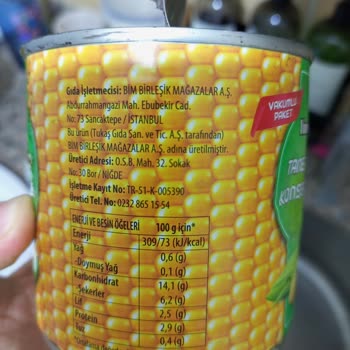 Gıda İşletmecisi: BİM BİRLEŞİK MAĞAZALAR A.Ş.
Abdurrahmangazi Mah. Ebubekir Cad.
No:73 Sancaktepe / İSTANBUL
Bu ürün (Tukaş Gıda San. ve Tic. A.Ş. tarafından)
BİM BİRLEŞİK MAĞAZALAR A.Ş. adına üretilmiştir.
Üretici Adresi: O.S.B. Mah. 32. Sokak
No:30 Bor / NİĞDE
İşletme Kayıt No: TR-51-K-005390
Üretici Tel. No: 0232 865 15 54
ENERJİ VE BESİN ÖĞELERİ 100 g için*
Enerji 309/73 (kJ/kcal)
Yağ 0,6 (g)
-Doymuş Yağ 0,1 (g)
Karbonhidrat 14,1 (g)
-Şekerler 6,2 (g)
Lif 2,5 (g)
Protein 2,9 (g)
Tuz 0,4 (g)
VAKUMLU
PAKET
TANE
KONSE